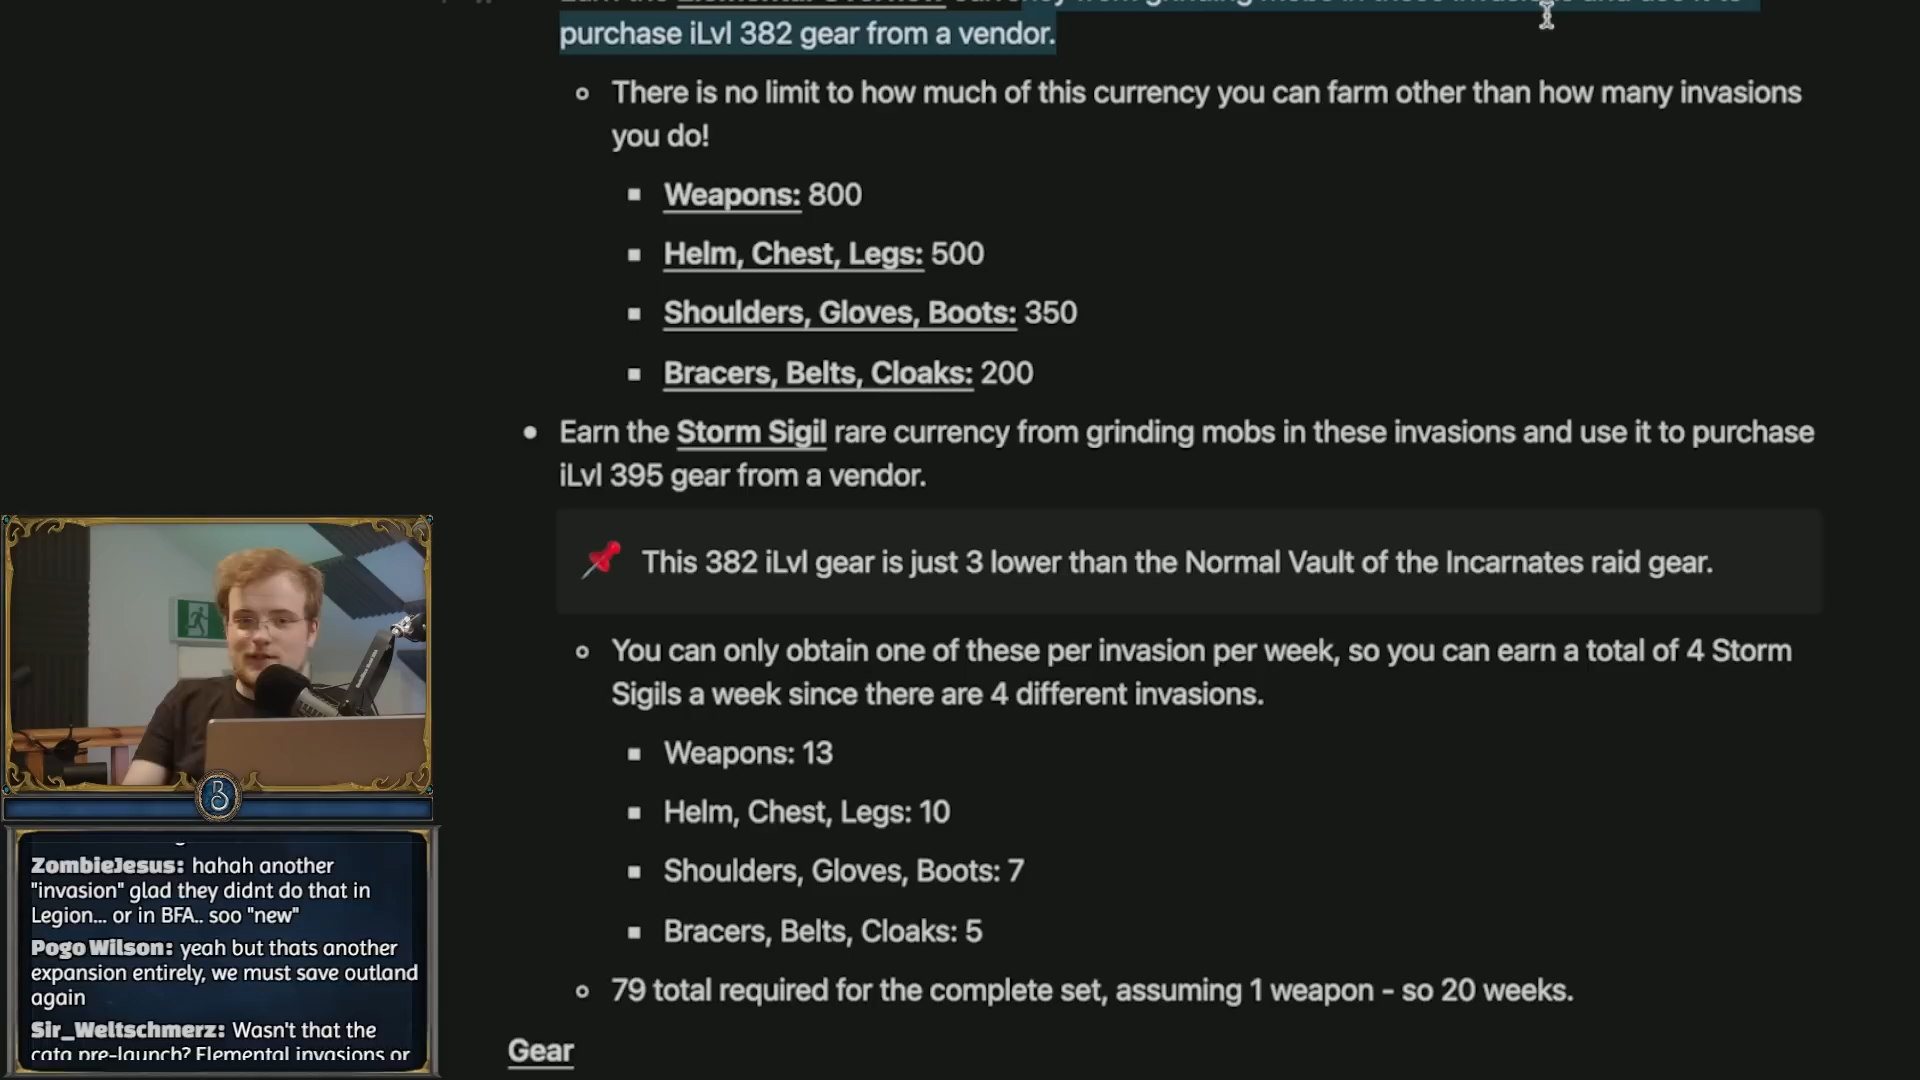 purchase iLvl 382 gear from a vendor.
There is no limit to how much of this currency you can farm other than how many invasions
you do!
Weapons: 800
Helm, Chest, Legs: 500
Shoulders, Gloves, Boots: 350
Bracers, Belts, Cloaks: 200
Earn the Storm Sigil rare currency from grinding mobs in these invasions and use it to purchase
iLvl 395 gear from a vendor.
This 382 iLvl gear is just 3 lower than the Normal Vault of the Incarnates raid gear.
You can only obtain one of these per invasion per week, so you can earn a total of 4 Storm
Sigils a week since there are 4 different invasions.
Weapons: 13
Helm, Chest, Legs: 10
Shoulders, Gloves, Boots: 7
Bracers, Belts, Cloaks: 5
79 total required for the complete set, assuming 1 weapon - so 20 weeks.
Gear
B
ZombieJesus: hahah another
"invasion" glad they didnt do that in
Legion... or in BFA.. soo "new"
Pogo Wilson: yeah but thats another
expansion entirely, we must save outland
again
Sir_Weltschmerz: Wasn't that the
cata pre-launch? Elemental invasions or